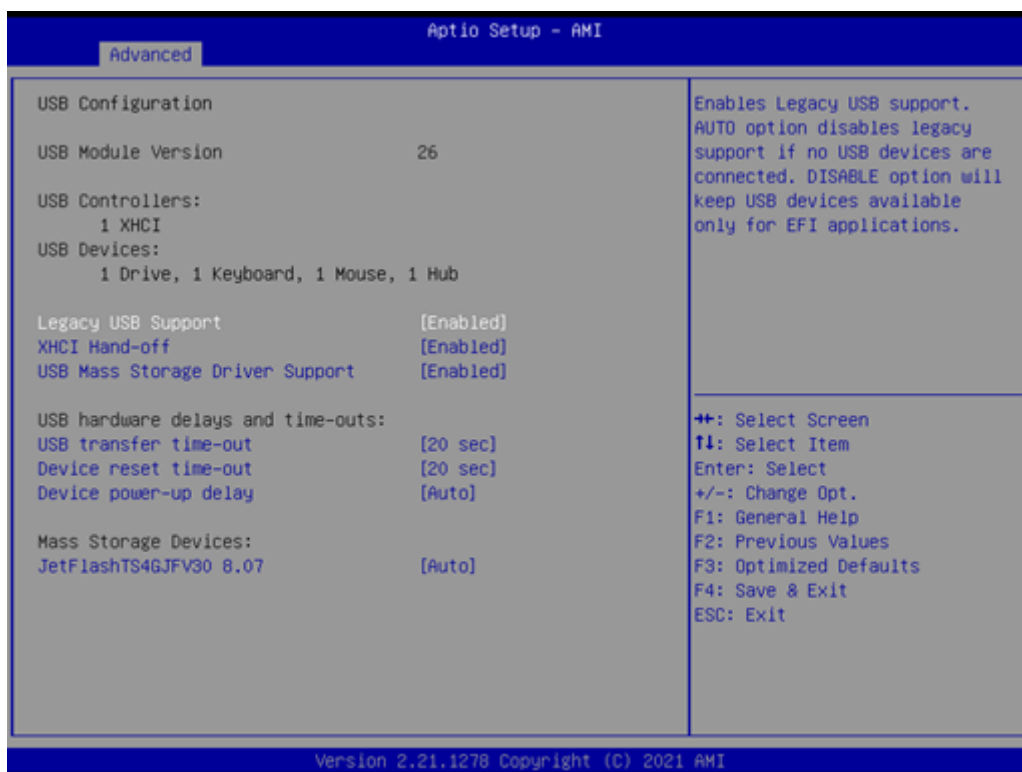 Aptio Setup - AMI
Advanced
USB Configuration
USB Module Version 26
USB Controllers:
1 XHCI
USB Devices:
1 Drive, 1 Keyboard, 1 Mouse, 1 Hub
Legacy USB Support [Enabled]
XHCI Hand-off [Enabled]
USB Mass Storage Driver Support [Enabled]
USB hardware delays and time-outs:
USB transfer time-out [20 sec]
Device reset time-out [20 sec]
Device power-up delay [Auto]
Mass Storage Devices:
JetFlashTS4GJFV30 8.07 [Auto]
Enables Legacy USB support.
AUTO option disables legacy
support if no USB devices are
connected. DISABLE option will
keep USB devices available
only for EFI applications.
→←: Select Screen
↑↓: Select Item
Enter: Select
+/-: Change Opt.
F1: General Help
F2: Previous Values
F3: Optimized Defaults
F4: Save & Exit
ESC: Exit
Version 2.21.1278 Copyright (C) 2021 AMI